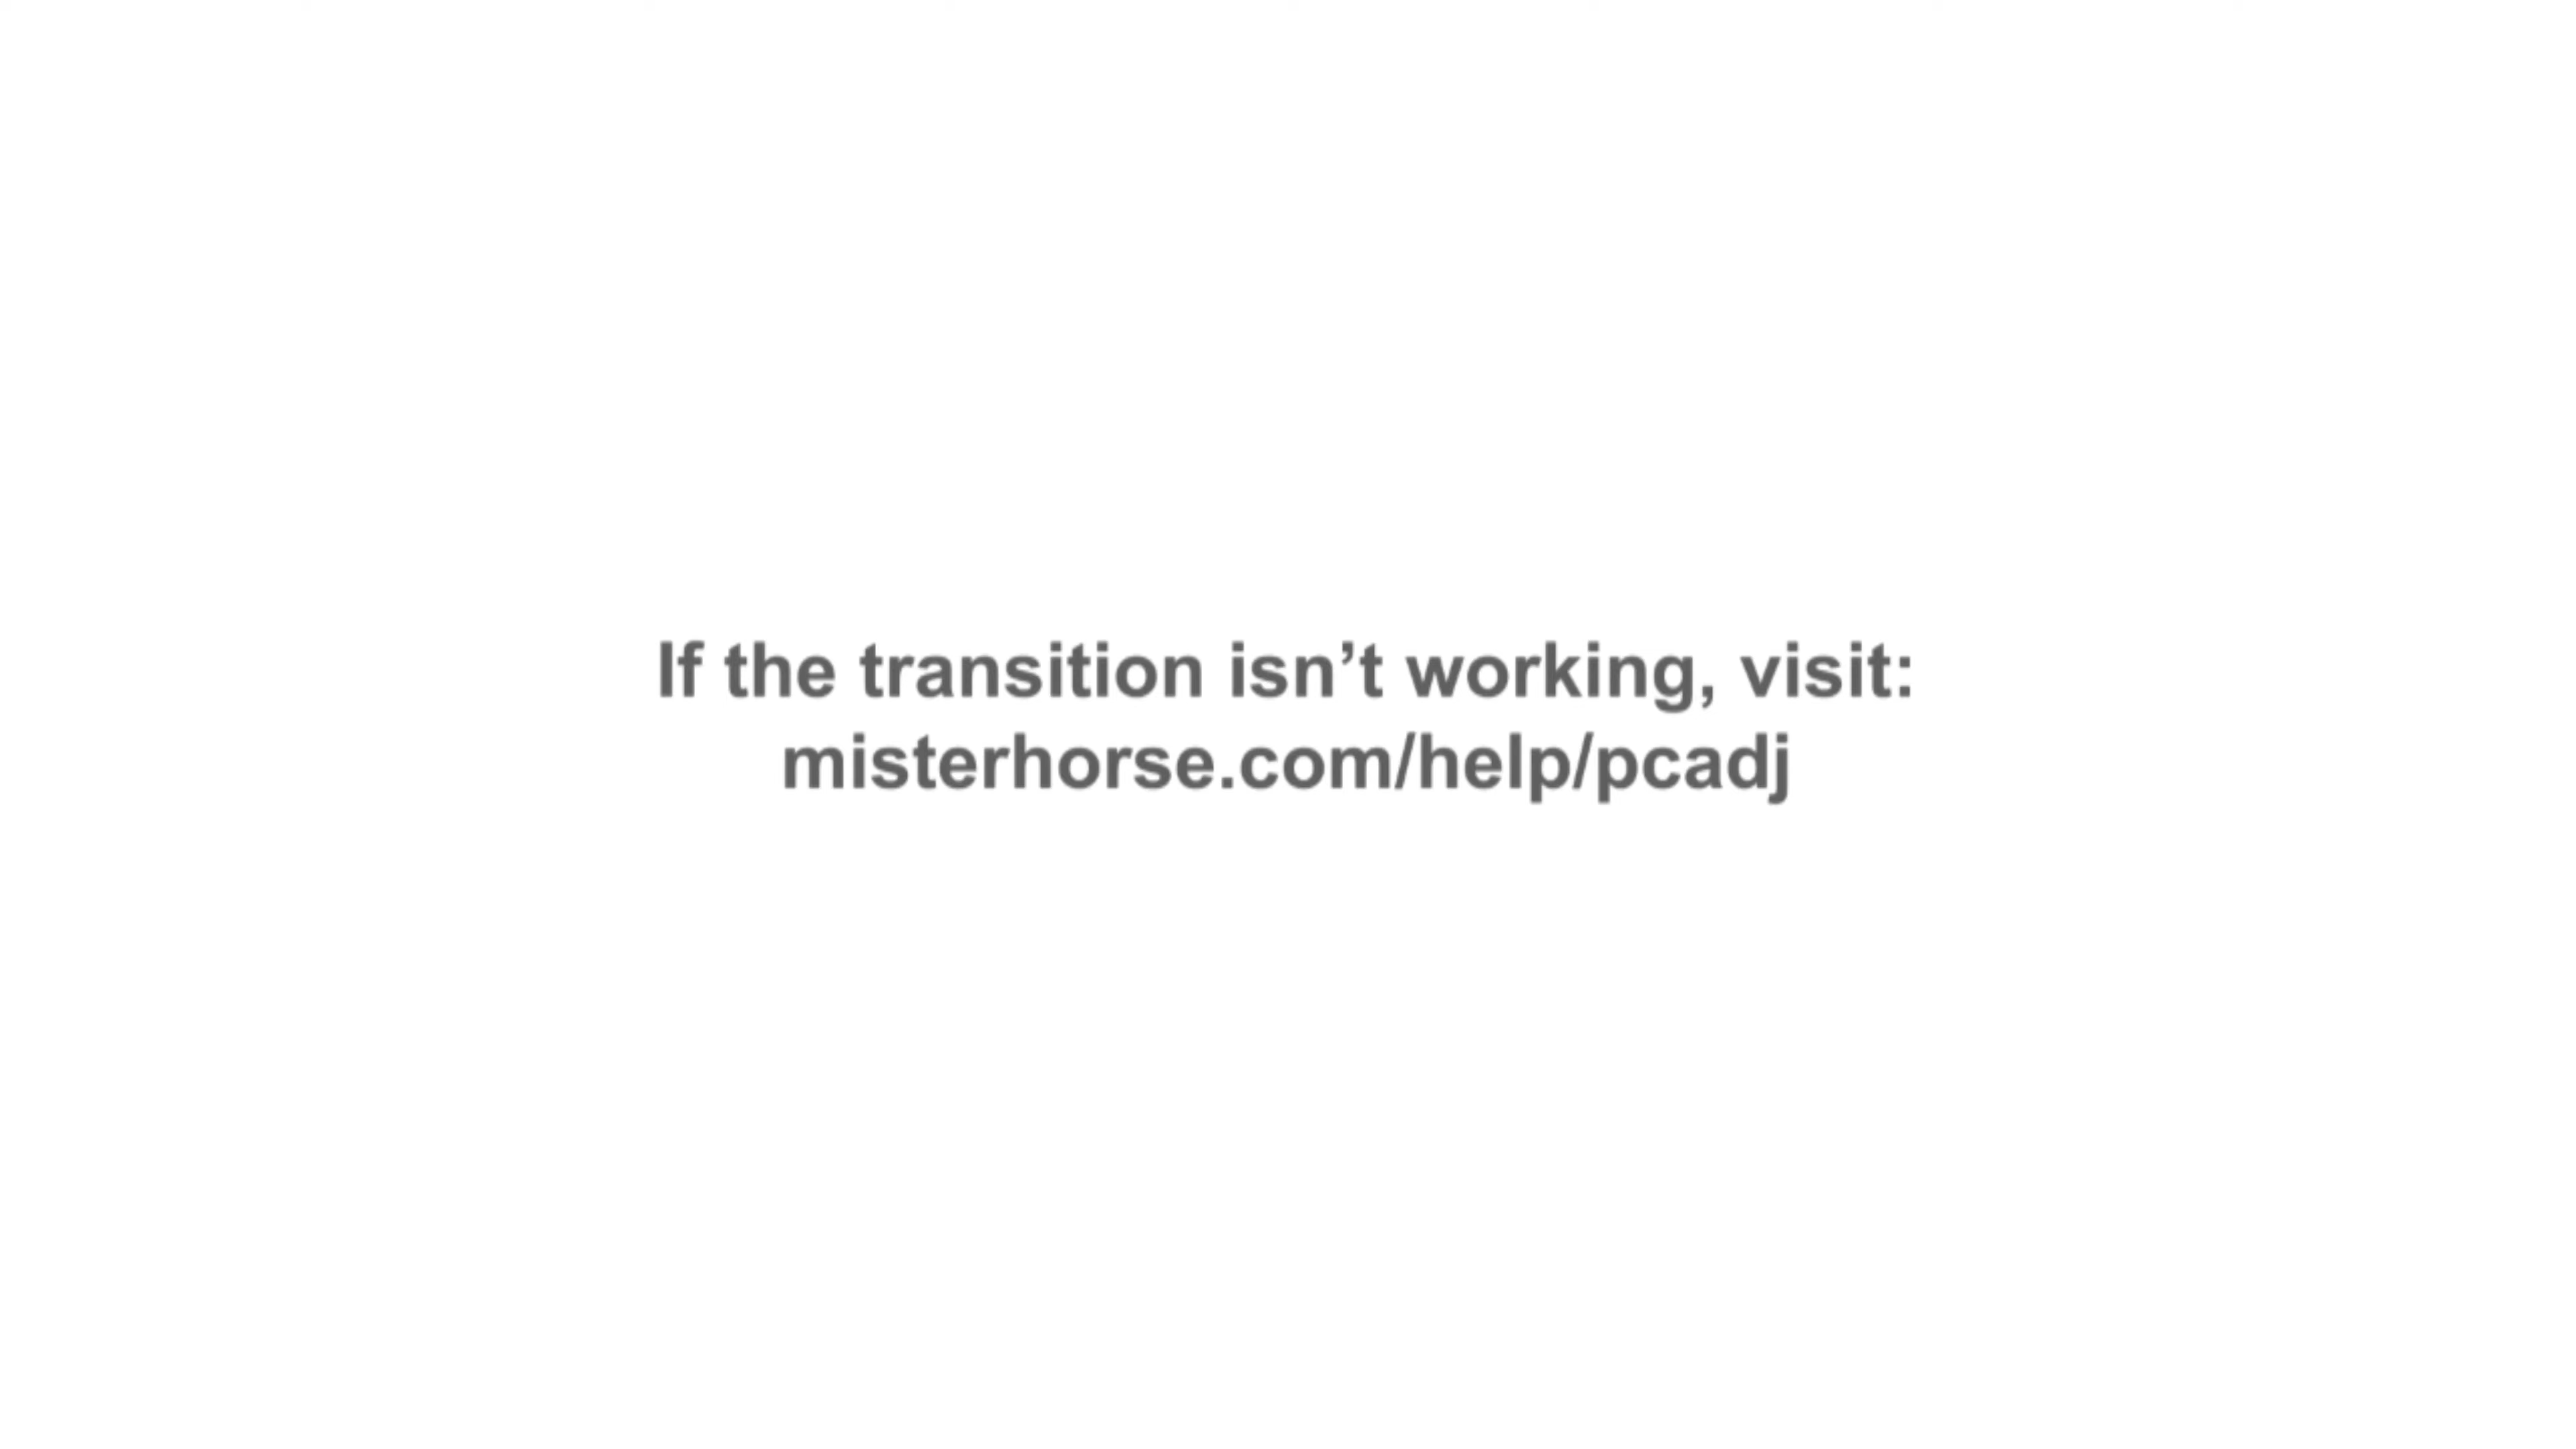 If the transition isn’t working, visit:
misterhorse.com/help/pcadj